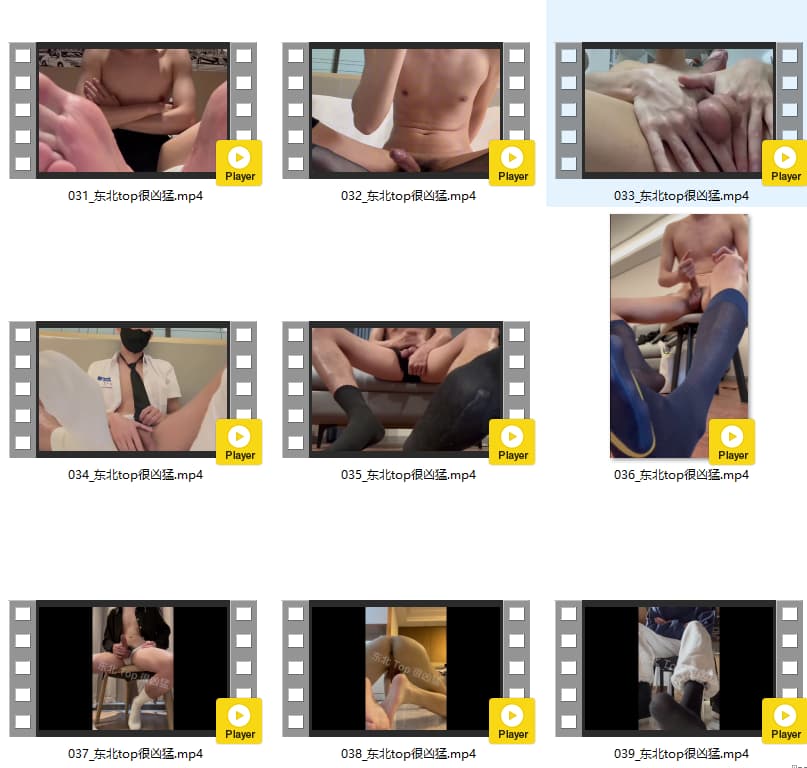 Player
Player
Player
031_东北top很凶猛.mp4
032_东北top很凶猛.mp4
033_东北top很凶猛.mp4
Player
Player
Player
034_东北top很凶猛.mp4
035_东北top很凶猛.mp4
036_东北top很凶猛.mp4
东北 Top 很凶猛
东北 Top 很凶猛
Player
Player
Player
037_东北top很凶猛.mp4
038_东北top很凶猛.mp4
039_东北top很凶猛.mp4